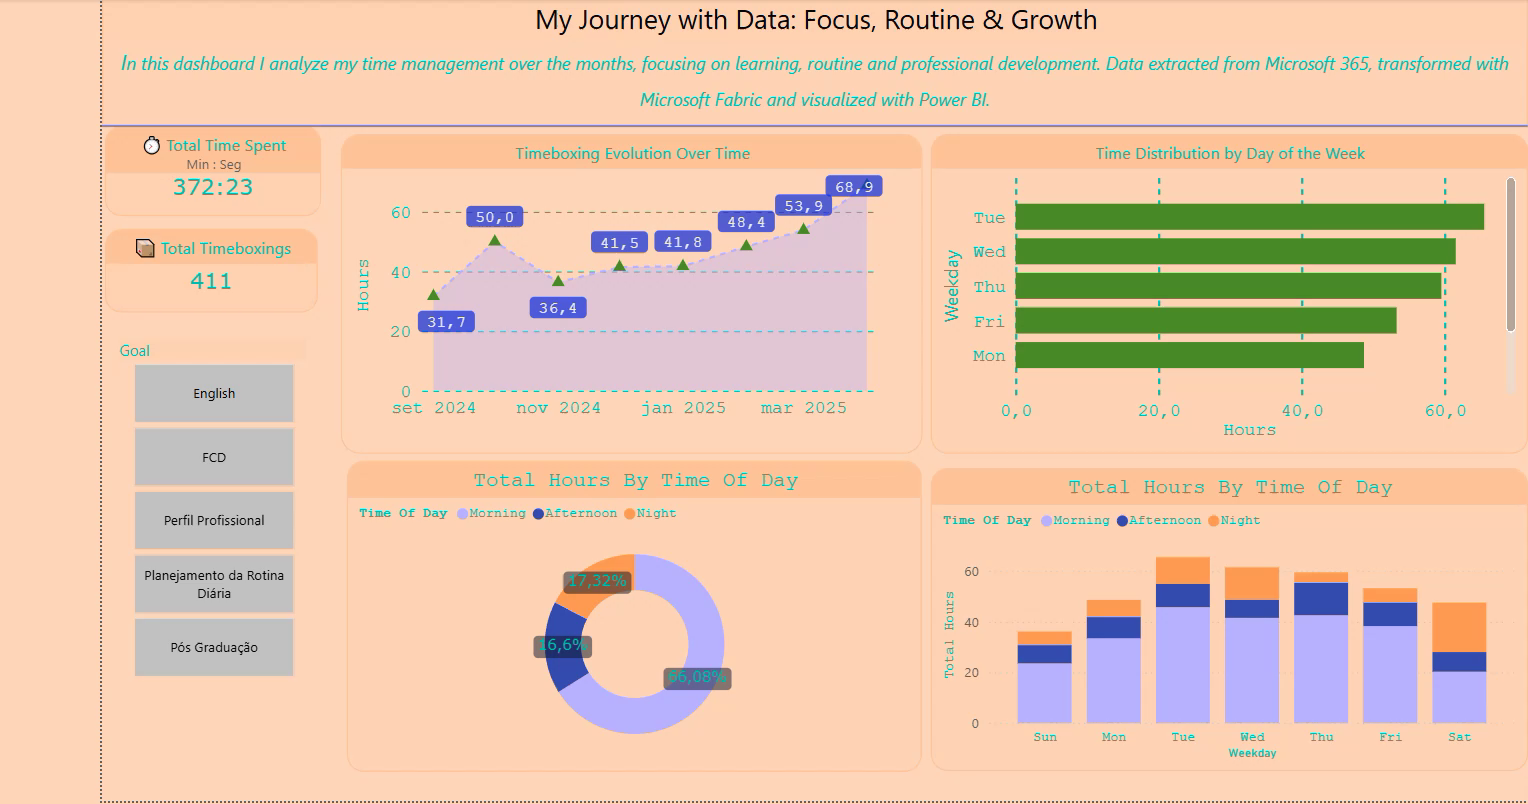 My Journey with Data: Focus, Routine & Growth
In this dashboard I analyze my time management over the months, focusing on learning, routine and professional development. Data extracted from Microsoft 365, transformed with
Microsoft Fabric and visualized with Power BI.
Total Time Spent
Min : Seg
372:23
Total Timeboxings
411
Goal
English
FCD
Perfil Profissional
Planejamento da Rotina
Diária
Pós Graduação
Timeboxing Evolution Over Time
Hours
60
40
20
0
31,7
50,0
36,4
41,5
41,8
48,4
53,9
68,9
set 2024
nov 2024
jan 2025
mar 2025
Time Distribution by Day of the Week
Weekday
Tue
Wed
Thu
Fri
Mon
0,0
20,0
40,0
60,0
Hours
Total Hours By Time Of Day
Time Of Day Morning Afternoon Night
17,32%
16,6%
66,08%
Total Hours By Time Of Day
Time Of Day Morning Afternoon Night
Total Hours
60
40
20
0
Sun
Mon
Tue
Wed
Thu
Fri
Sat
Weekday